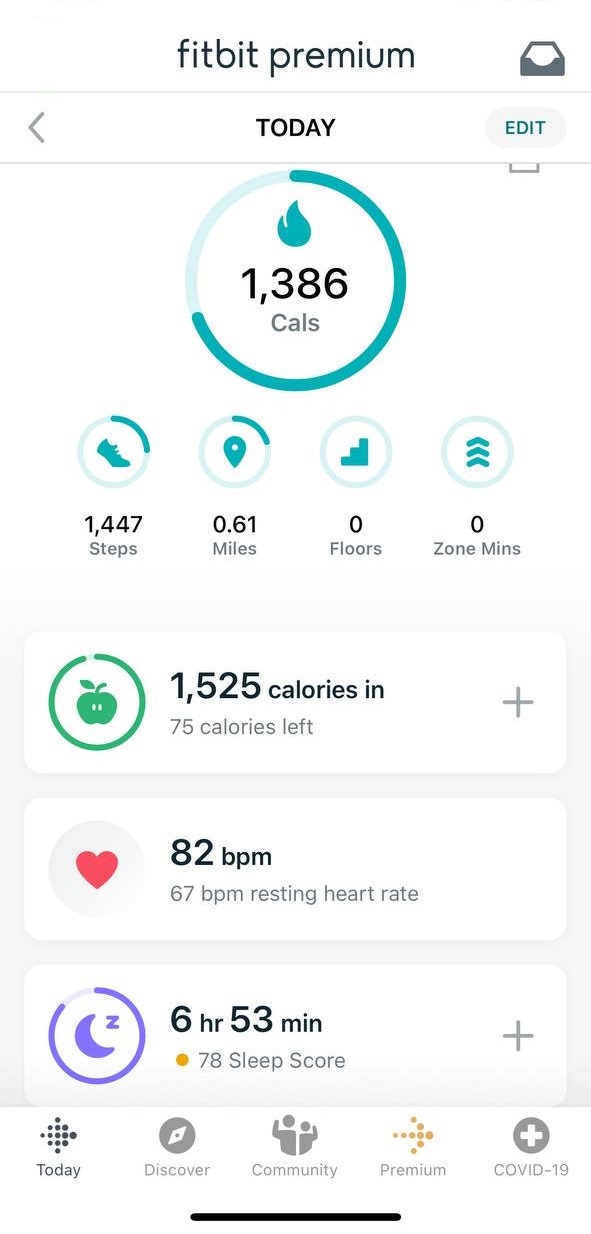 fitbit premium
TODAY
EDIT
1,386
Cals
1,447
Steps
0.61
Miles
0
Floors
0
Zone Mins
1,525 calories in
75 calories left
82 bpm
67 bpm resting heart rate
6 hr 53 min
78 Sleep Score
Today
Discover
Community
Premium
COVID-19